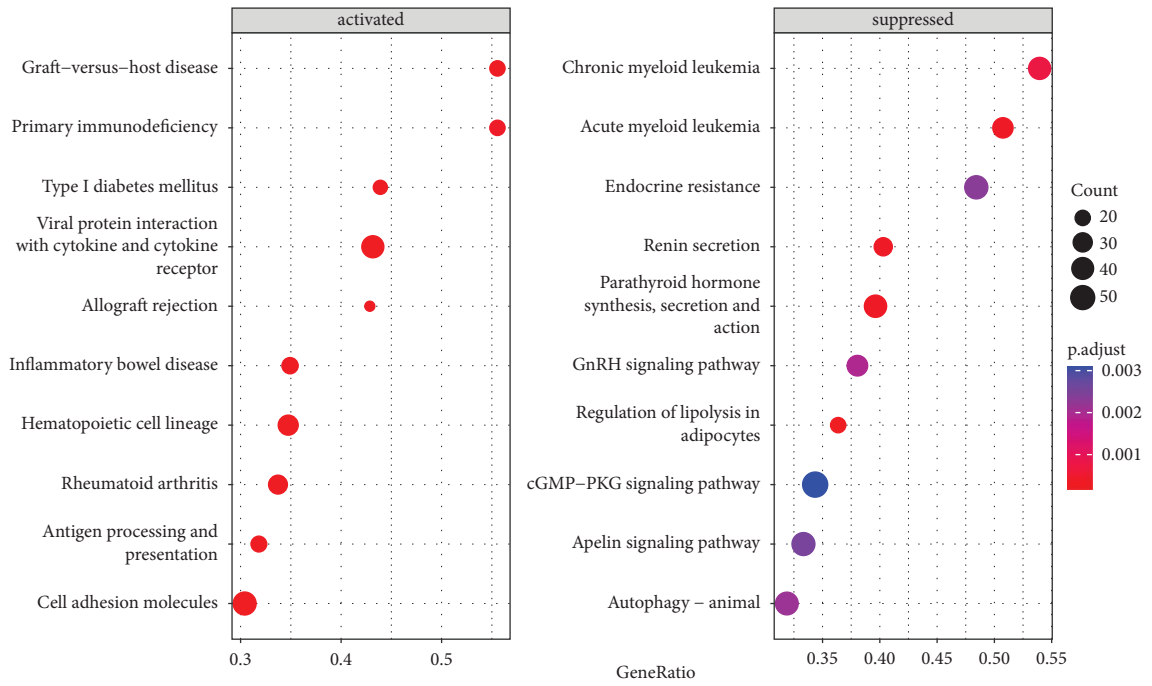 activated
Graft−versus−host disease
Primary immunodeficiency
Type I diabetes mellitus
Viral protein interaction
with cytokine and cytokine
receptor
Allograft rejection
Inflammatory bowel disease
Hematopoietic cell lineage
Rheumatoid arthritis
Antigen processing and
presentation
Cell adhesion molecules
0.3
0.4
0.5
suppressed
Chronic myeloid leukemia
Acute myeloid leukemia
Endocrine resistance
Renin secretion
Parathyroid hormone
synthesis, secretion and
action
GnRH signaling pathway
Regulation of lipolysis in
adipocytes
cGMP−PKG signaling pathway
Apelin signaling pathway
Autophagy − animal
0.35
0.40
0.45
0.50
0.55
GeneRatio
Count
20
30
40
50
p.adjust
0.003
0.002
0.001